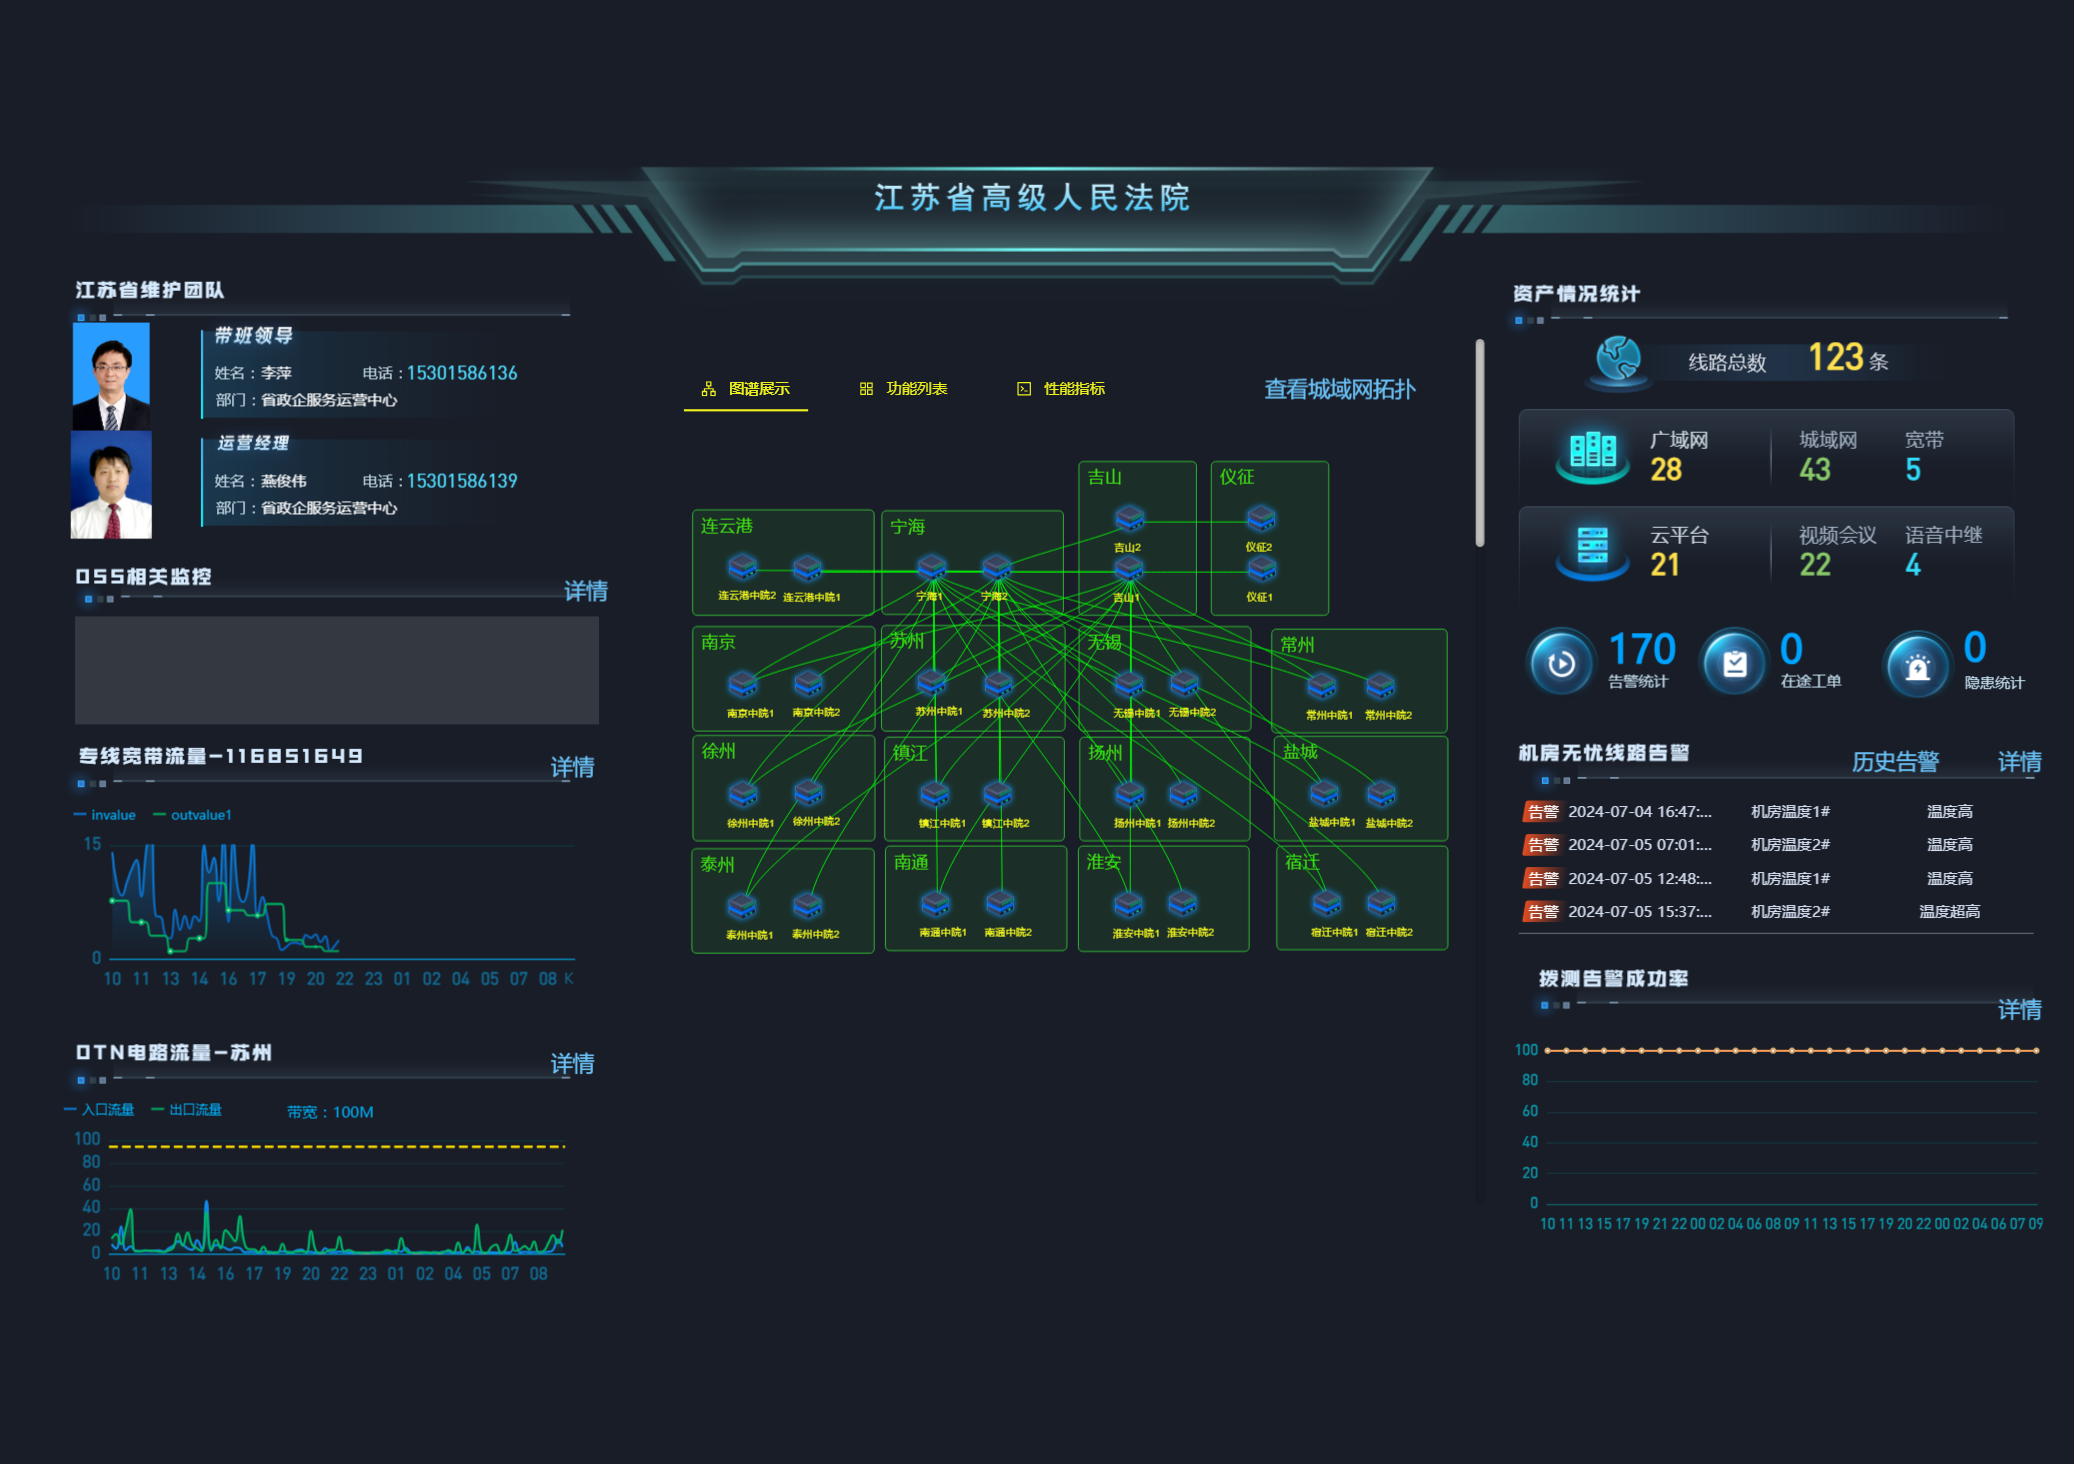 江苏省高级人民法院
江苏省维护团队
带班领导
姓名：李萍 电话：15301586136
部门：省政企服务运营中心
运营经理
姓名：燕俊伟 电话：15301586139
部门：省政企服务运营中心
OSS相关监控 详情
专线宽带流量-116851649 详情
invalue outvalue1
15
0
10 11 13 14 16 17 19 20 22 23 01 02 04 05 07 08 K
OTN电路流量-苏州 详情
入口流量 出口流量 带宽：100M
100
80
60
40
20
0
10 11 13 14 16 17 19 20 22 23 01 02 04 05 07 08
图谱展示 功能列表 性能指标 查看城域网拓扑
吉山 仪征
吉山2 仪征2
连云港 宁海
连云港中院2 连云港中院1 宁海1 宁海2 吉山1 仪征1
南京 苏州 无锡 常州
南京中院1 南京中院2 苏州中院1 苏州中院2 无锡中院1 无锡中院2 常州中院1 常州中院2
徐州 镇江 扬州 盐城
徐州中院1 徐州中院2 镇江中院1 镇江中院2 扬州中院1 扬州中院2 盐城中院1 盐城中院2
泰州 南通 淮安 宿迁
泰州中院1 泰州中院2 南通中院1 南通中院2 淮安中院1 淮安中院2 宿迁中院1 宿迁中院2
资产情况统计
线路总数 123 条
广域网 城域网 宽带
28 43 5
云平台 视频会议 语音中继
21 22 4
170 0 0
告警统计 在途工单 隐患统计
机房无忧线路告警 历史告警 详情
告警 2024-07-04 16:47:... 机房温度1# 温度高
告警 2024-07-05 07:01:... 机房温度2# 温度高
告警 2024-07-05 12:48:... 机房温度1# 温度高
告警 2024-07-05 15:37:... 机房温度2# 温度超高
拨测告警成功率 详情
100
80
60
40
20
0
10 11 13 15 17 19 21 22 00 02 04 06 08 09 11 13 15 17 19 20 22 00 02 04 06 07 09